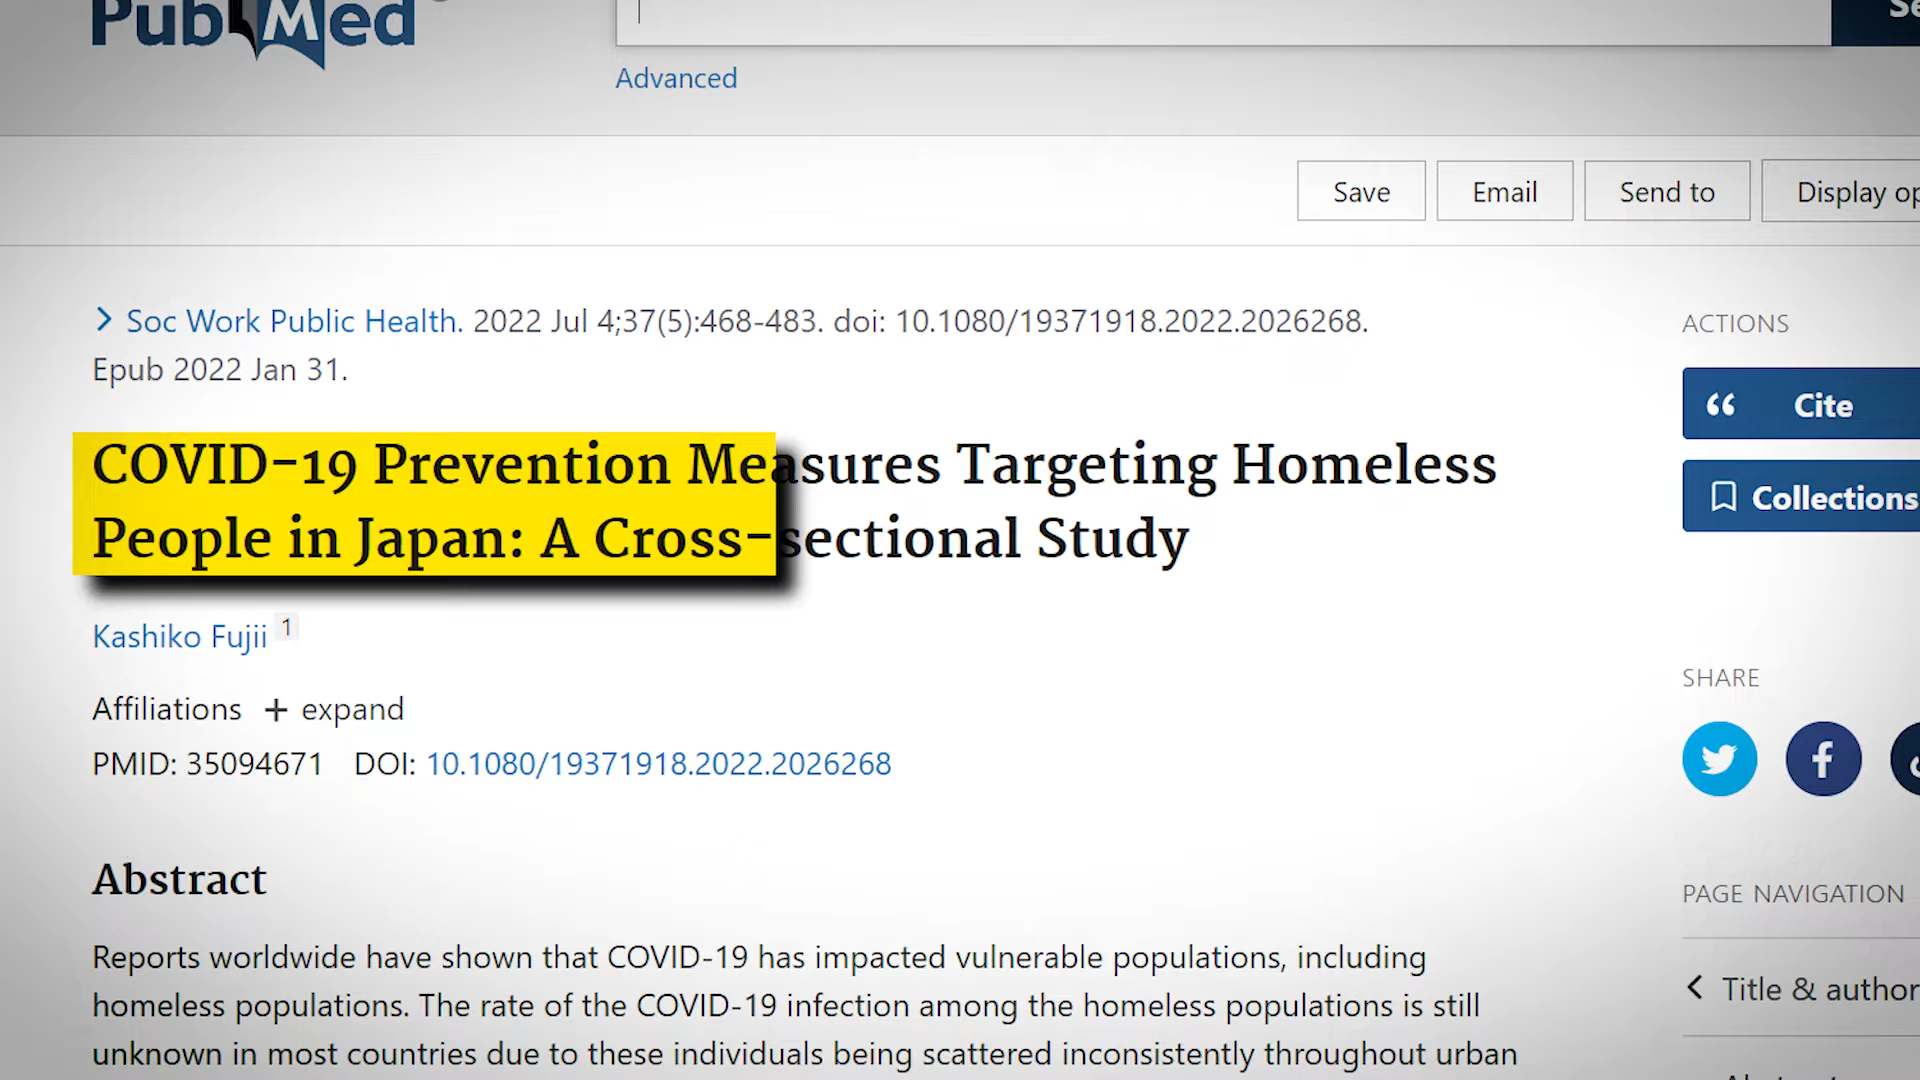 PubMed
Advanced
Save Email Send to Display
Soc Work Public Health. 2022 Jul 4;37(5):468-483. doi: 10.1080/19371918.2022.2026268.
Epub 2022 Jan 31.
ACTIONS
Cite
Collections
COVID-19 Prevention Measures Targeting Homeless
People in Japan: A Cross-sectional Study
Kashiko Fujii 1
Affiliations + expand
PMID: 35094671 DOI: 10.1080/19371918.2022.2026268
SHARE
Abstract
PAGE NAVIGATION
Reports worldwide have shown that COVID-19 has impacted vulnerable populations, including
homeless populations. The rate of the COVID-19 infection among the homeless populations is still
unknown in most countries due to these individuals being scattered inconsistently throughout urban
Title & author